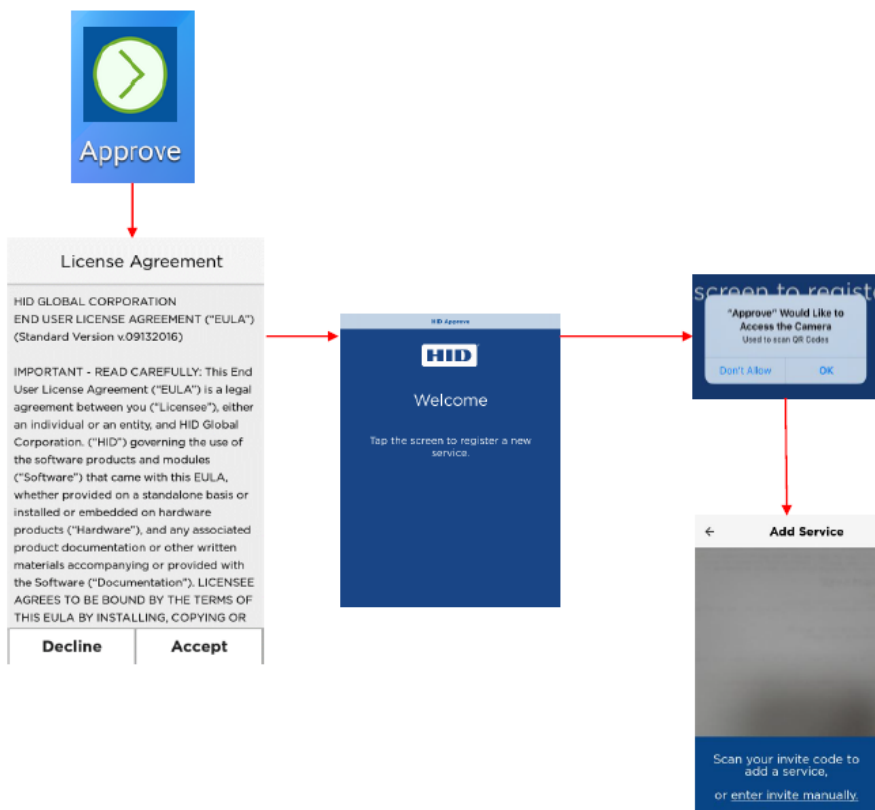 Approve
License Agreement
HID GLOBAL CORPORATION
END USER LICENSE AGREEMENT ("EULA")
(Standard Version v.09132016)
IMPORTANT - READ CAREFULLY: This End
User License Agreement ("EULA") is a legal
agreement between you ("Licensee"), either
an individual or an entity, and HID Global
Corporation. ("HID") governing the use of
the software products and modules
("Software") that came with this EULA,
whether provided on a standalone basis or
installed or embedded on hardware
products ("Hardware"), and any associated
product documentation or other written
materials accompanying or provided with
the Software ("Documentation"). LICENSEE
AGREES TO BE BOUND BY THE TERMS OF
THIS EULA BY INSTALLING, COPYING OR
Decline
Accept
HID Approve
HID
Welcome
Tap the screen to register a new
service.
screen to regist
"Approve" Would Like to
Access the Camera
Used to scan QR Codes
Don't Allow
OK
Add Service
Scan your invite code to
add a service,
or enter invite manually.